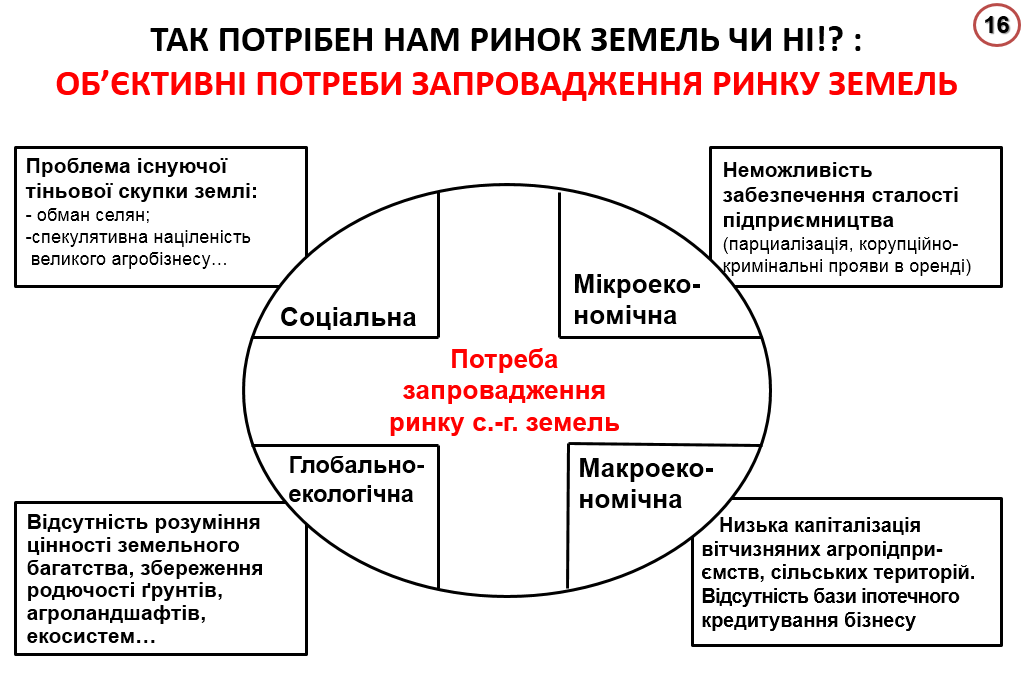 16
ТАК ПОТРІБЕН НАМ РИНОК ЗЕМЕЛЬ ЧИ НІ!? :
ОБ’ЄКТИВНІ ПОТРЕБИ ЗАПРОВАДЖЕННЯ РИНКУ ЗЕМЕЛЬ
Проблема існуючої
тіньової скупки землі:
- обман селян;
-спекулятивна націленість
великого агробізнесу…
Неможливість
забезпечення сталості
підприємництва
(парциалізація, корупційно-
кримінальні прояви в оренді)
Соціальна
Мікроеко-
номічна
Потреба
запровадження
ринку с.-г. земель
Глобально-
екологічна
Макроеко-
номічна
Відсутність розуміння
цінності земельного
багатства, збереження
родючості ґрунтів,
агроландшафтів,
екосистем…
Низька капіталізація
вітчизняних агропідпри-
ємств, сільських територій.
Відсутність бази іпотечного
кредитування бізнесу